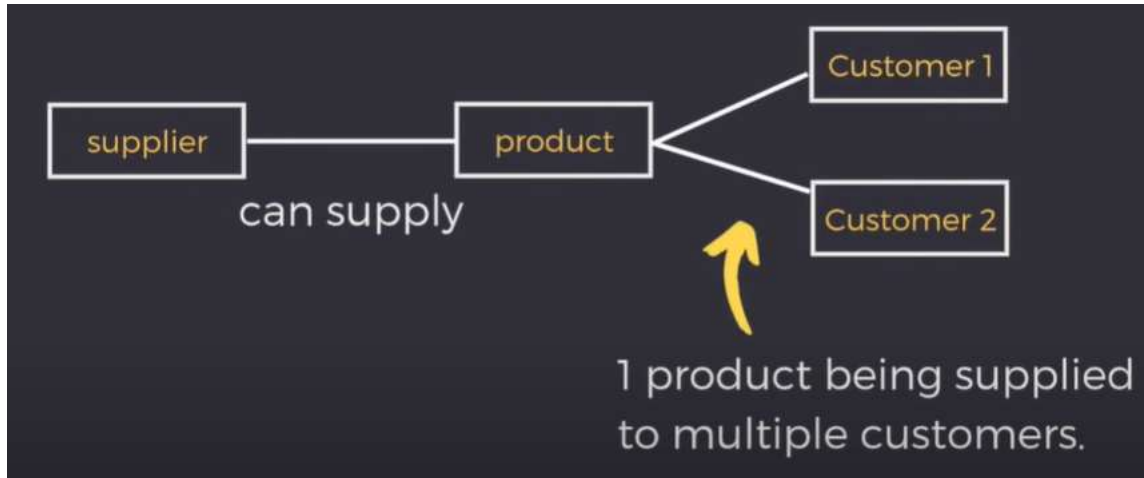 supplier
can supply
product
Customer 1
Customer 2
1 product being supplied
to multiple customers.